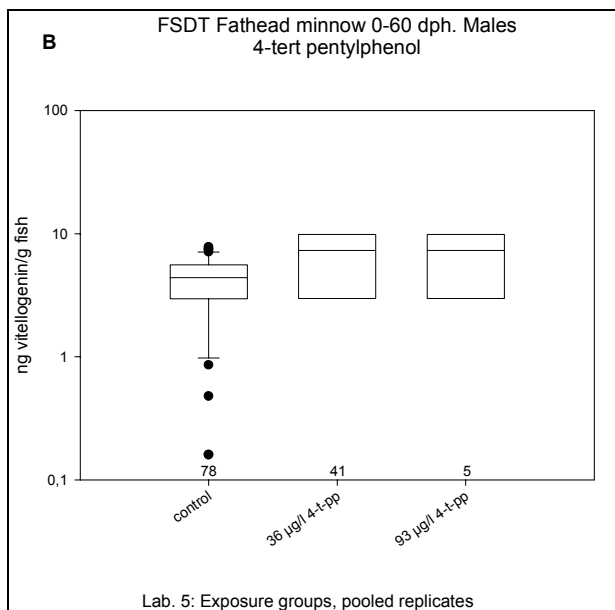 B
FSDT Fathead minnow 0-60 dph. Males
4-tert pentylphenol
ng vitellogenin/g fish
100
10
1
0,1
78
41
5
control
36 µg/l 4-t-pp
93 µg/l 4-t-pp
Lab. 5: Exposure groups, pooled replicates